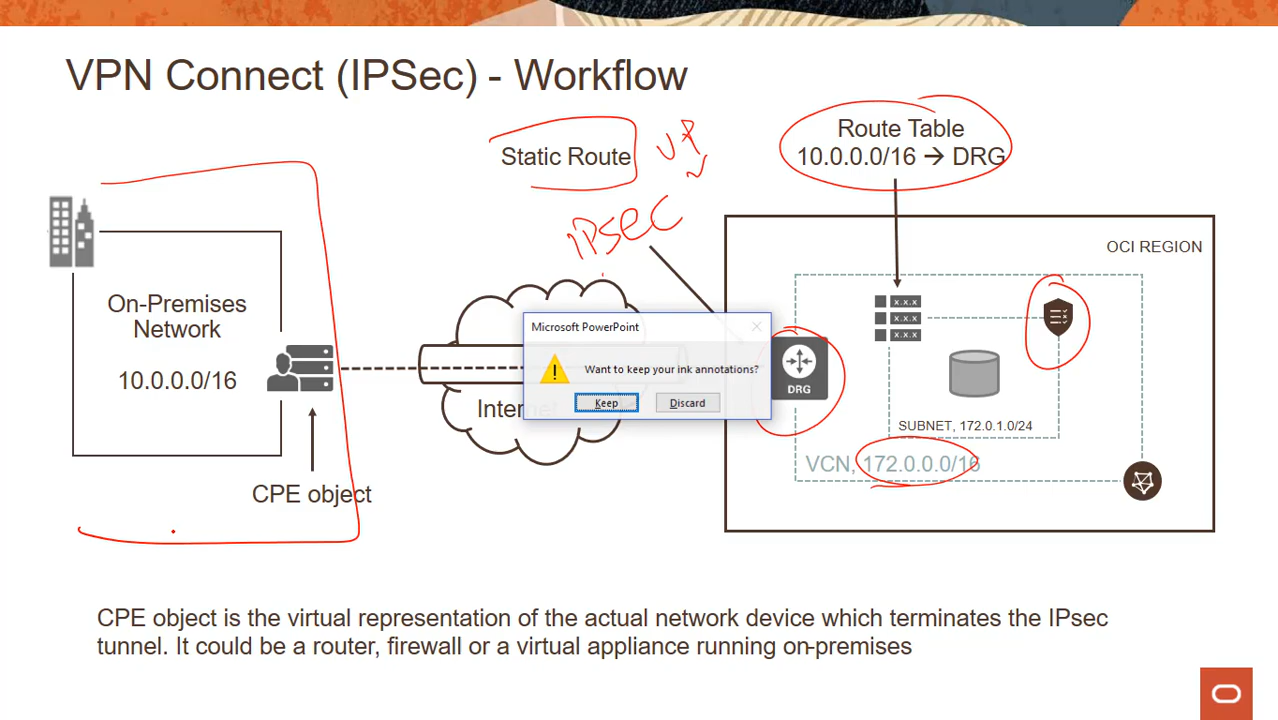 VPN Connect (IPSec) - Workflow
Static Route
IPsec
Route Table
10.0.0.0/16 → DRG
OCI REGION
On-Premises
Network
10.0.0.0/16
CPE object
Microsoft PowerPoint
Want to keep your ink annotations?
Keep
Discard
DRG
x.x.x
x.x.x
x.x.x
SUBNET, 172.0.1.0/24
VCN, 172.0.0.0/16
CPE object is the virtual representation of the actual network device which terminates the IPsec
tunnel. It could be a router, firewall or a virtual appliance running on-premises